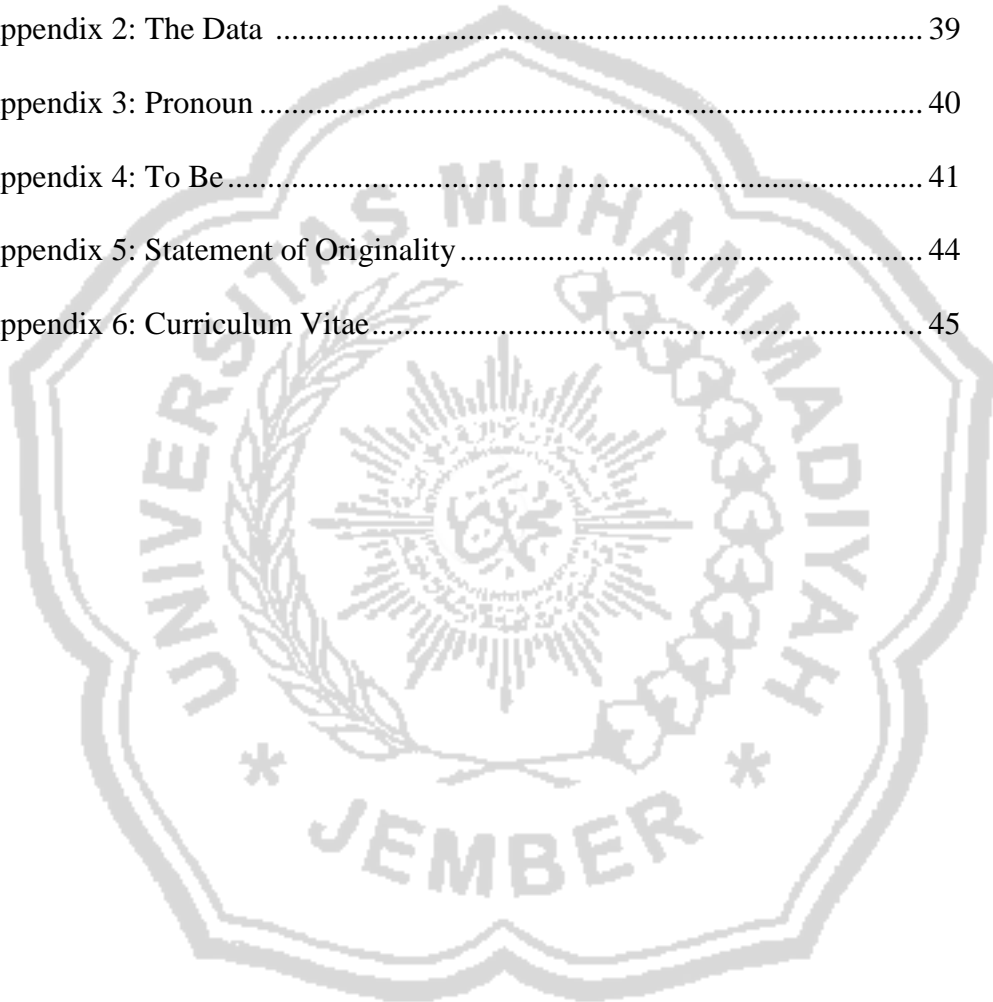 ppendix 2: The Data ................................................................................ 39
ppendix 3: Pronoun .................................................................................. 40
ppendix 4: To Be ...................................................................................... 41
ppendix 5: Statement of Originality ......................................................... 44
ppendix 6: Curriculum Vitae .................................................................... 45
UNIVERSITAS MUHAMMADIYAH
* JEMBER *